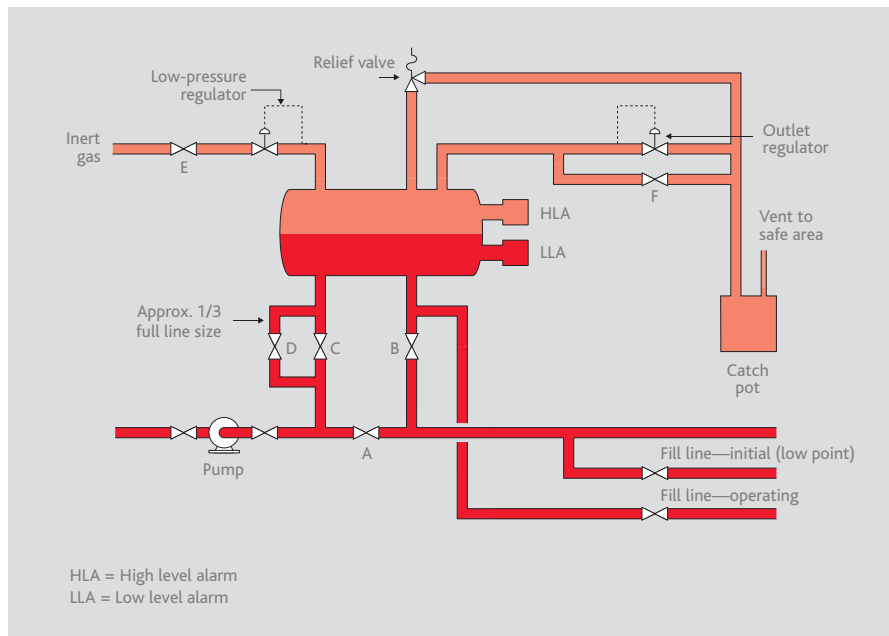 Relief valve
Low-pressure
regulator
Inert
gas
E
Outlet
regulator
F
HLA
LLA
Vent to
safe area
Approx. 1/3
full line size
D
C
B
Catch
pot
A
Pump
Fill line—initial (low point)
Fill line—operating
HLA = High level alarm
LLA = Low level alarm